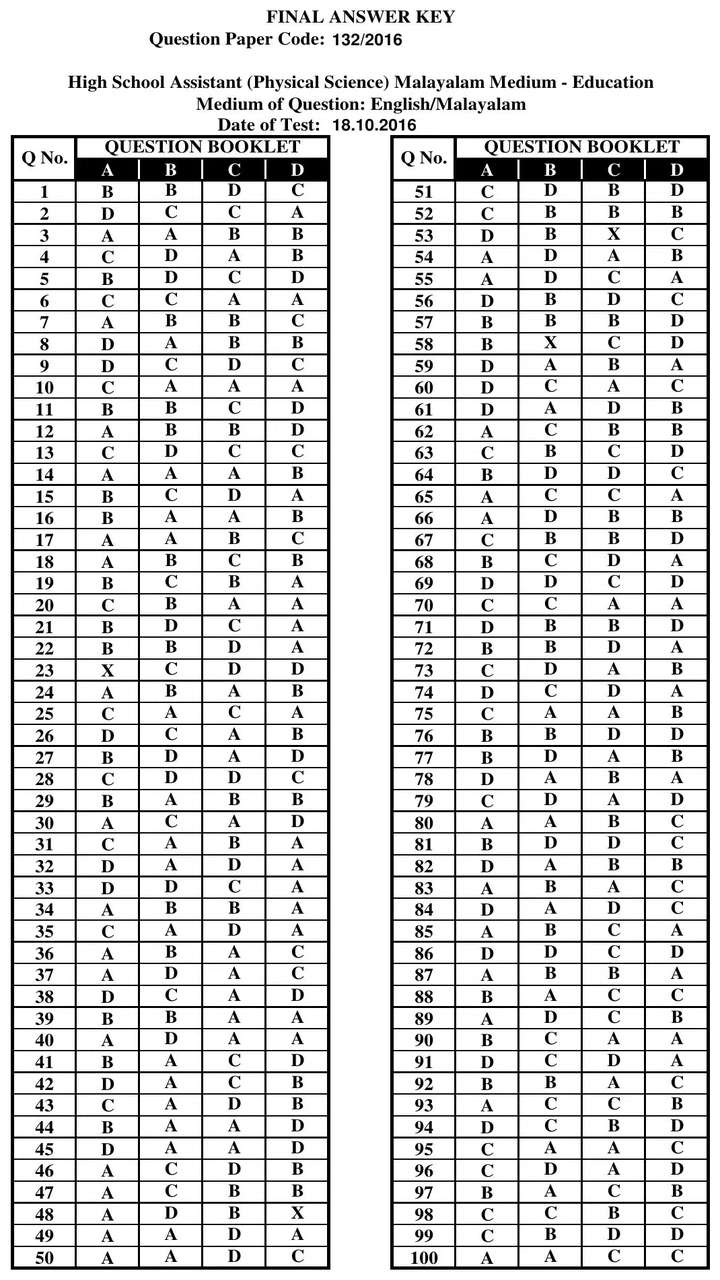 FINAL ANSWER KEY
Question Paper Code: 132/2016
High School Assistant (Physical Science) Malayalam Medium - Education
Medium of Question: English/Malayalam
Date of Test: 18.10.2016
Q No. QUESTION BOOKLET Q No. QUESTION BOOKLET
A B C D A B C D
1 B B D C 51 C D B D
2 D C C A 52 C B B B
3 A A B B 53 D B X C
4 C D A B 54 A D A B
5 B D C D 55 A D C A
6 C C A A 56 D B D C
7 A B B C 57 B B B D
8 D A B B 58 B X C D
9 D C D C 59 D A B A
10 C A A A 60 D C A C
11 B B C D 61 D A D B
12 A B B D 62 A C B B
13 C D C C 63 C B C D
14 A A A B 64 B D D C
15 B C D A 65 A C C A
16 B A A B 66 A D B B
17 A A B C 67 C B B D
18 A B C B 68 B C D A
19 B C B A 69 D D C D
20 C B A A 70 C C A A
21 B D C A 71 D B B D
22 B B D A 72 B B D A
23 X C D D 73 C D A B
24 A B A B 74 D C D A
25 C A C A 75 C A A B
26 D C A B 76 B B D D
27 B D A D 77 B D A B
28 C D D C 78 D A B A
29 B A B B 79 C D A D
30 A C A D 80 A A B C
31 C A B A 81 B D D C
32 D A D A 82 D A B B
33 D D C A 83 A B A C
34 A B B A 84 D A D C
35 C A D A 85 A B C A
36 A B A C 86 D D C D
37 A D A C 87 A B B A
38 D C A D 88 B A C C
39 B B A A 89 A D C B
40 A D A A 90 B C A A
41 B A C D 91 D C D A
42 D A C B 92 B B A C
43 C A D B 93 A C C B
44 B A A D 94 D C B D
45 D A A D 95 C A A C
46 A C D B 96 C D A D
47 A C B B 97 B A C B
48 A D B X 98 C C B C
49 A A D A 99 C B D D
50 A A D C 100 A A C C